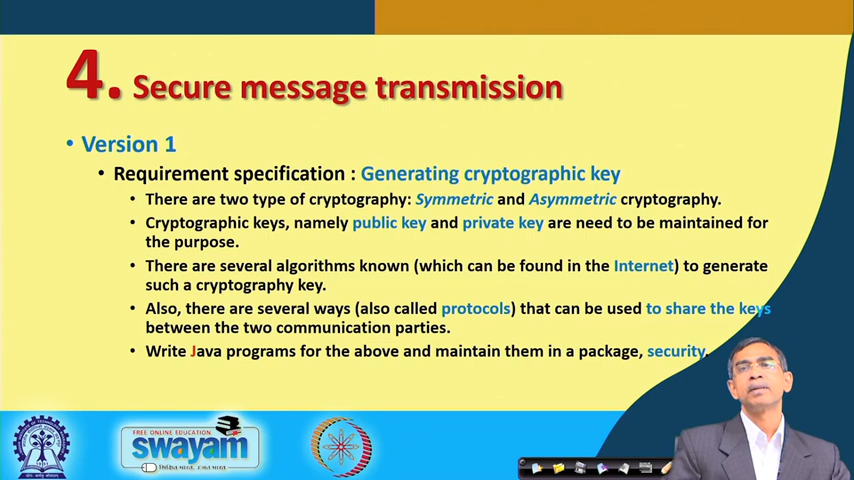 4. Secure message transmission
• Version 1
• Requirement specification : Generating cryptographic key
• There are two type of cryptography: Symmetric and Asymmetric cryptography.
• Cryptographic keys, namely public key and private key are need to be maintained for
the purpose.
• There are several algorithms known (which can be found in the Internet) to generate
such a cryptography key.
• Also, there are several ways (also called protocols) that can be used to share the keys
between the two communication parties.
• Write Java programs for the above and maintain them in a package, security.
FREE ONLINE EDUCATION
swayam